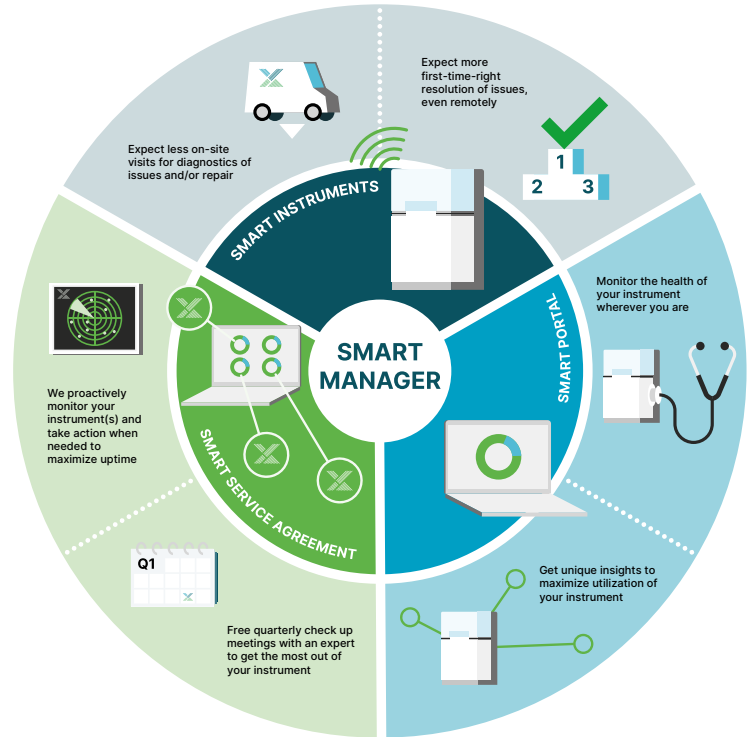 Expect more
first-time-right
resolution of issues,
even remotely
Expect less on-site
visits for diagnostics of
issues and/or repair
1
2
3
SMART INSTRUMENTS
Monitor the health of
your instrument
wherever you are
SMART PORTAL
SMART
MANAGER
We proactively
monitor your
instrument(s) and
take action when
needed to
maximize uptime
SMART SERVICE AGREEMENT
Q1
Get unique insights to
maximize utilization of
your instrument
Free quarterly check up
meetings with an expert
to get the most out of
your instrument